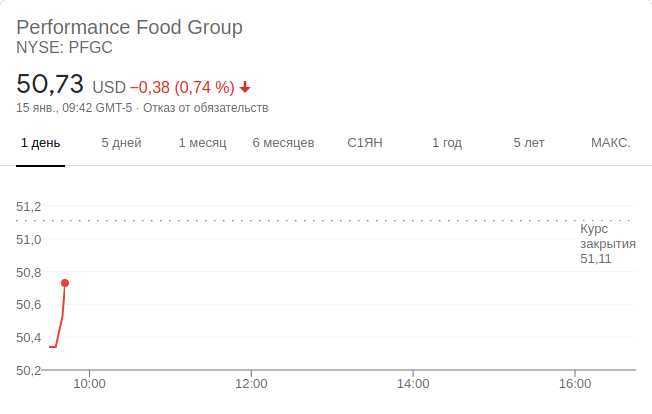 Performance Food Group
NYSE: PFGC
50,73 USD −0,38 (0,74 %)
15 янв., 09:42 GMT-5 · Отказ от обязательств
1 день 5 дней 1 месяц 6 месяцев С1ЯН 1 год 5 лет МАКС.
51,2
51,0
50,8
50,6
50,4
50,2
Курс
закрытия
51,11
10:00 12:00 14:00 16:00